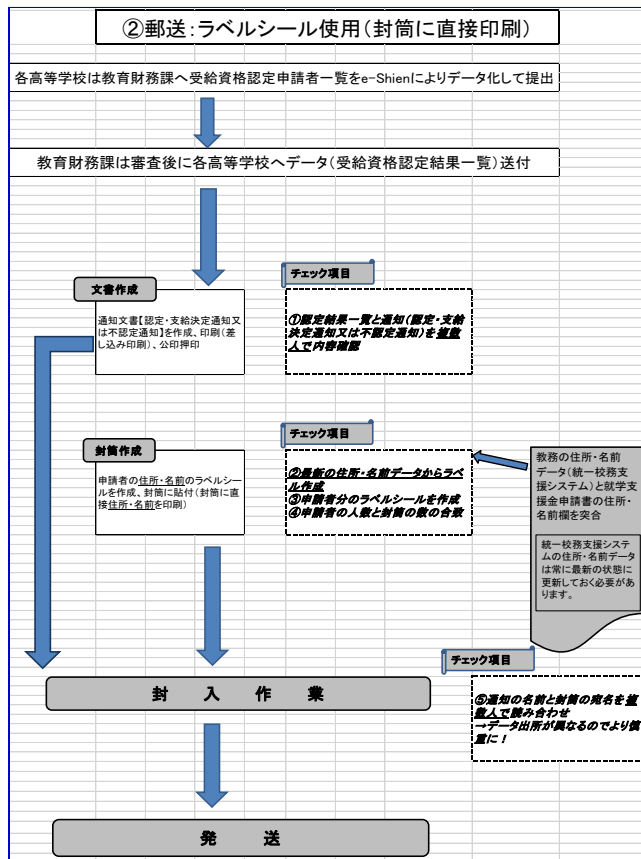 ②郵送：ラベルシール使用（封筒に直接印刷）
各高等学校は教育財務課へ受給資格認定申請者一覧をe-Shienによりデータ化して提出
教育財務課は審査後に各高等学校へデータ（受給資格認定結果一覧）送付
文書作成
通知文書【認定・支給決定通知又
は不認定通知】を作成、印刷（差
し込み印刷）、公印押印
チェック項目
①認定結果一覧と通知（認定・支給
決定通知又は不認定通知）を複数
人で内容確認
封筒作成
申請者の住所・名前のラベルシー
ルを作成、封筒に貼付（封筒に直
接住所・名前を印刷）
チェック項目
②最新の住所・名前データからラベ
ル作成
③申請者分のラベルシールを作成
④申請者の人数と封筒の数の合致
教務の住所・名前
データ（統一校務支
援システム）と就学支
援金申請書の住所・
名前欄を突合
統一校務支援システ
ムの住所・名前データ
は常に最新の状態に
更新しておく必要があ
ります。
チェック項目
封　入　作　業
⑤通知の名前と封筒の宛名を複
数人で読み合わせ
→データ出所が異なるのでより慎
重に！
発　送